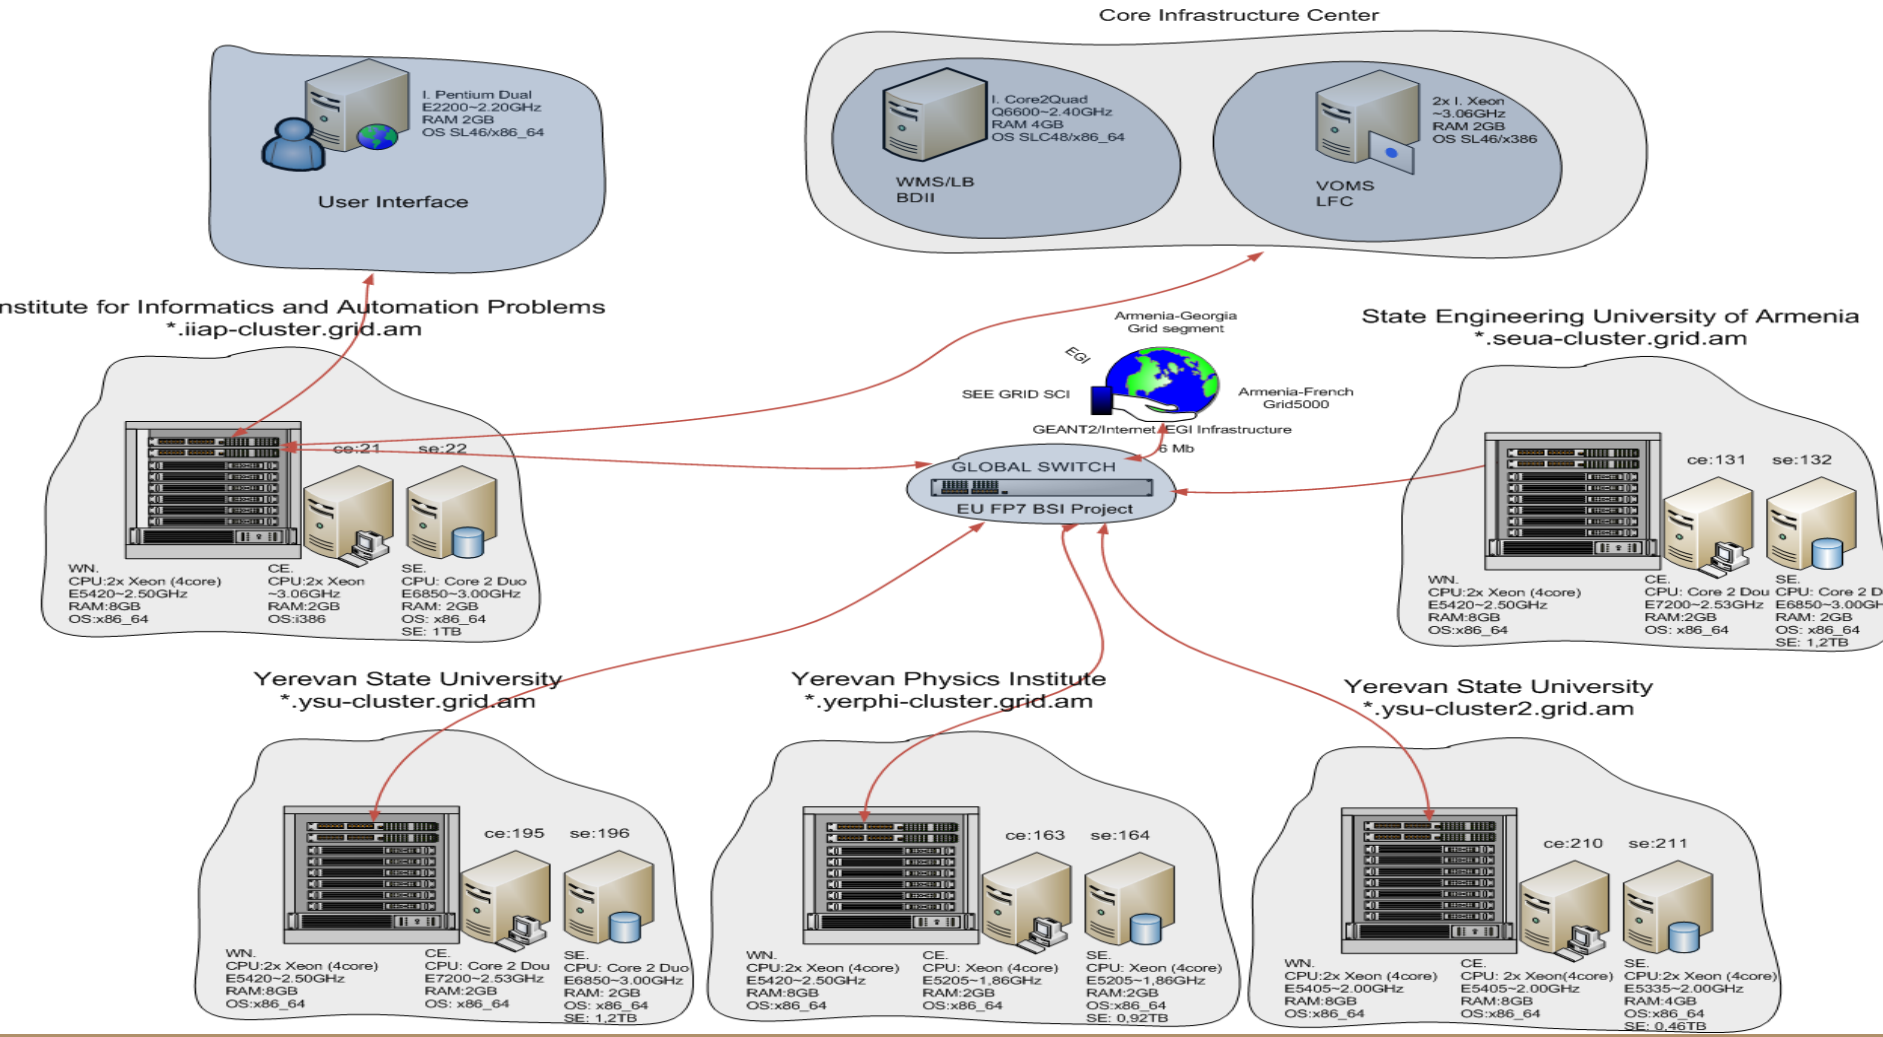 Core Infrastructure Center
I. Pentium Dual
E2200~2.20GHz
RAM 2GB
OS SL46/x86_64
User Interface
I. Core2Quad
Q6600~2.40GHz
RAM 4GB
OS SLC48/x86_64
WMS/LB
BDII
2x I. Xeon
~3.06GHz
RAM 2GB
OS SL46/x386
VOMS
LFC
nstitute for Informatics and Automation Problems
*.iiap-cluster.grid.am
Armenia-Georgia
Grid segment
EGI
SEE GRID SCI
Armenia-French
Grid5000
GEANT2/Internet/EGI Infrastructure
6 Mb
GLOBAL SWITCH
EU FP7 BSI Project
State Engineering University of Armenia
*.seua-cluster.grid.am
ce:21
se:22
WN.
CPU:2x Xeon (4core)
E5420~2.50GHz
RAM:8GB
OS:x86_64
CE.
CPU:2x Xeon
~3.06GHz
RAM:2GB
OS:i386
SE.
CPU: Core 2 Duo
E6850~3.00GHz
RAM: 2GB
OS: x86_64
SE: 1TB
ce:131
se:132
WN.
CPU:2x Xeon (4core)
E5420~2.50GHz
RAM:8GB
OS:x86_64
CE.
CPU: Core 2 Dou
E7200~2.53GHz
RAM:2GB
OS: x86_64
SE.
CPU: Core 2 D
E6850~3.00GH
RAM: 2GB
OS: x86_64
SE: 1,2TB
Yerevan State University
*.ysu-cluster.grid.am
ce:195
se:196
WN.
CPU:2x Xeon (4core)
E5420~2.50GHz
RAM:8GB
OS:x86_64
CE.
CPU: Core 2 Dou
E7200~2.53GHz
RAM:2GB
OS: x86_64
SE.
CPU: Core 2 Duo
E6850~3.00GHz
RAM: 2GB
OS: x86_64
SE: 1,2TB
Yerevan Physics Institute
*.yerphi-cluster.grid.am
ce:163
se:164
WN.
CPU:2x Xeon (4core)
E5420~2.50GHz
RAM:8GB
OS:x86_64
CE.
CPU: Xeon (4core)
E5205~1,86GHz
RAM:2GB
OS:x86_64
SE.
CPU: Xeon (4core)
E5205~1,86GHz
RAM:2GB
OS:x86_64
SE: 0,92TB
Yerevan State University
*.ysu-cluster2.grid.am
ce:210
se:211
WN.
CPU:2x Xeon (4core)
E5405~2.00GHz
RAM:8GB
OS:x86_64
CE.
CPU: 2x Xeon(4core)
E5405~2.00GHz
RAM:8GB
OS:x86_64
SE.
CPU:2x Xeon (4core)
E5335~2.00GHz
RAM:4GB
OS:x86_64
SE: 0,46TB